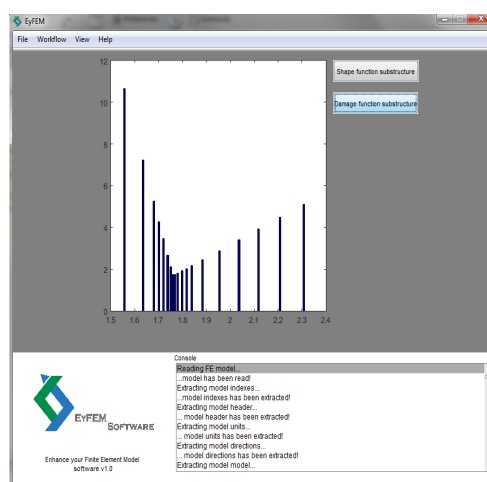 EyFEM
File Workflow View Help
12
10
8
6
4
2
0
1.5 1.6 1.7 1.8 1.9 2 2.1 2.2 2.3 2.4
Shape function substructure
Damage function substructure
EYFEM
SOFTWARE
Enhance your Finite Element Model
software v1.0
Console
Reading FE model...
...model has been read!
Extracting model indexes...
...model indexes has been extracted!
Extracting model header...
... model header has been extracted!
Extracting model units...
... model units has been extracted!
Extracting model directions...
... model directions has been extracted!
Extracting model model...